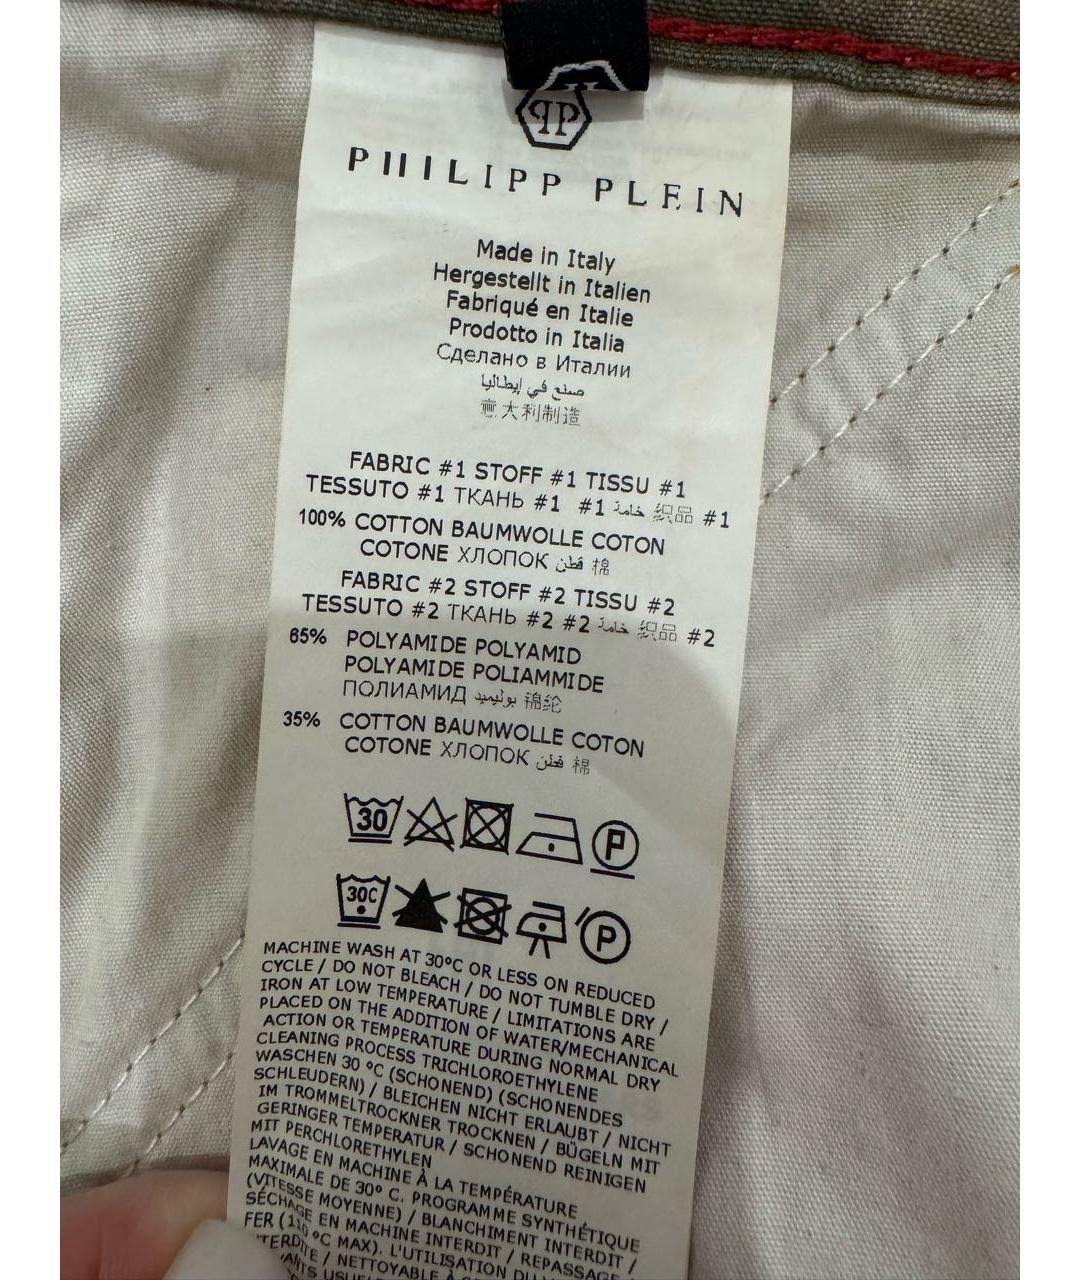 PP
PHILIPP PLEIN
Made in Italy
Hergestellt in Italien
Fabriqué en Italie
Prodotto in Italia
Сделано в Италии
صنع في إيطاليا
意大利制造
FABRIC #1 STOFF #1 TISSU #1
TESSUTO #1 ТКАНЬ #1 #1 خامة 织品 #1
100% COTTON BAUMWOLLE COTON
COTONE ХЛОПОК قطن 棉
FABRIC #2 STOFF #2 TISSU #2
TESSUTO #2 ТКАНЬ #2 #2 خامة 织品 #2
65% POLYAMIDE POLYAMID
POLYAMIDE POLIAMMIDE
ПОЛИАМИД بوليميد 锦纶
35% COTTON BAUMWOLLE COTON
COTONE ХЛОПОК قطن 棉
30 P
30C P
MACHINE WASH AT 30°C OR LESS ON REDUCED
CYCLE / DO NOT BLEACH / DO NOT TUMBLE DRY /
IRON AT LOW TEMPERATURE / LIMITATIONS ARE
PLACED ON THE ADDITION OF WATER/MECHANICAL
ACTION OR TEMPERATURE DURING NORMAL DRY
CLEANING PROCESS TRICHLOROETHYLENE
WASCHEN 30 °C (SCHONEND) (SCHONENDES
SCHLEUDERN) / BLEICHEN NICHT ERLAUBT / NICHT
IM TROMMELTROCKNER TROCKNEN / BÜGELN MIT
GERINGER TEMPERATUR / SCHONEND REINIGEN
MIT PERCHLORETHYLEN
LAVAGE EN MACHINE À LA TEMPÉRATURE
MAXIMALE DE 30° C, PROGRAMME SYNTHÉTIQUE
(VITESSE MOYENNE) / BLANCHIMENT INTERDIT /
SÉCHAGE EN MACHINE INTERDIT / REPASSAGE
FER (110 °C MAX). L'UTILISATION DU
/ NETTOYABLE À